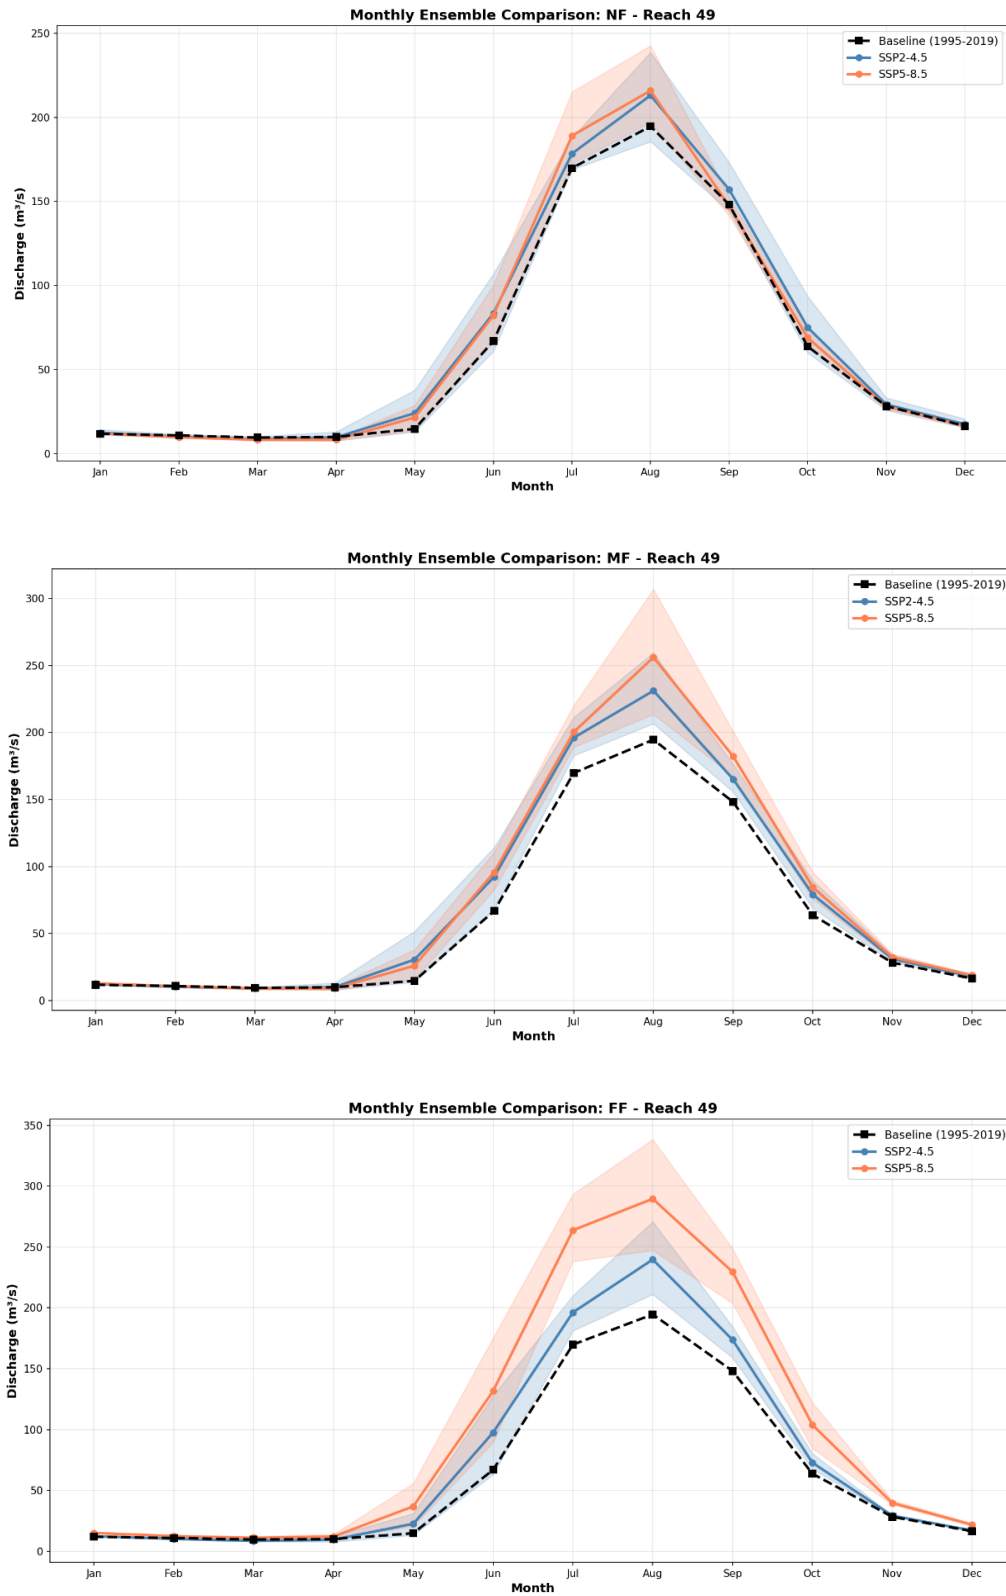 Monthly Ensemble Comparison: NF - Reach 49
250
200
150
100
50
0
Discharge (m³/s)
Baseline (1995-2019)
SSP2-4.5
SSP5-8.5
Jan Feb Mar Apr May Jun Jul Aug Sep Oct Nov Dec
Month
Monthly Ensemble Comparison: MF - Reach 49
300
250
200
150
100
50
0
Discharge (m³/s)
Baseline (1995-2019)
SSP2-4.5
SSP5-8.5
Jan Feb Mar Apr May Jun Jul Aug Sep Oct Nov Dec
Month
Monthly Ensemble Comparison: FF - Reach 49
350
300
250
200
150
100
50
0
Discharge (m³/s)
Baseline (1995-2019)
SSP2-4.5
SSP5-8.5
Jan Feb Mar Apr May Jun Jul Aug Sep Oct Nov Dec
Month